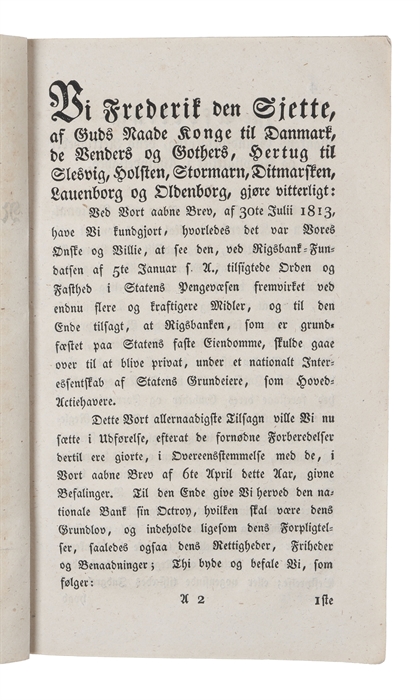 Vi Frederik den Sjette,
af Guds Naade Konge til Danmark,
de Venders og Gothers, Hertug til
Slesvig, Holsten, Stormarn, Ditmarsken,
Lauenborg og Oldenborg, gjøre vitterligt:
Ved Vort aabne Brev, af 30te Julii 1813,
have Vi kundgjort, hvorledes det var Vores
Ønske og Villie, at see den, ved Rigsbank-Fun-
datsen af 5te Januar s. A., tilsigtede Orden og
Fasthed i Statens Pengevæsen fremvirket ved
endnu flere og kraftigere Midler, og til den
Ende tilsagt, at Rigsbanken, som er grund-
fæstet paa Statens faste Eiendomme, skulde gaae
over til at blive privat, under et nationalt Inter-
essentskab af Statens Grundeiere, som Hoved-
Actiehavere.
Dette Vort allernaadigste Tilsagn ville Vi nu
sætte i Udførelse, efterat de fornødne Forberedelser
dertil ere giorte, i Overeensstemmelse med de, i
Vort aabne Brev af 6te April dette Aar, givne
Befalinger. Til den Ende give Vi herved den na-
tionale Bank sin Octroy, hvilken skal være dens
Grundlov, og indeholde ligesom dens Forpligtel-
ser, saaledes ogsaa dens Rettigheder, Friheder
og Benaadninger; Thi byde og befale Vi, som
følger:
A 2 1ste